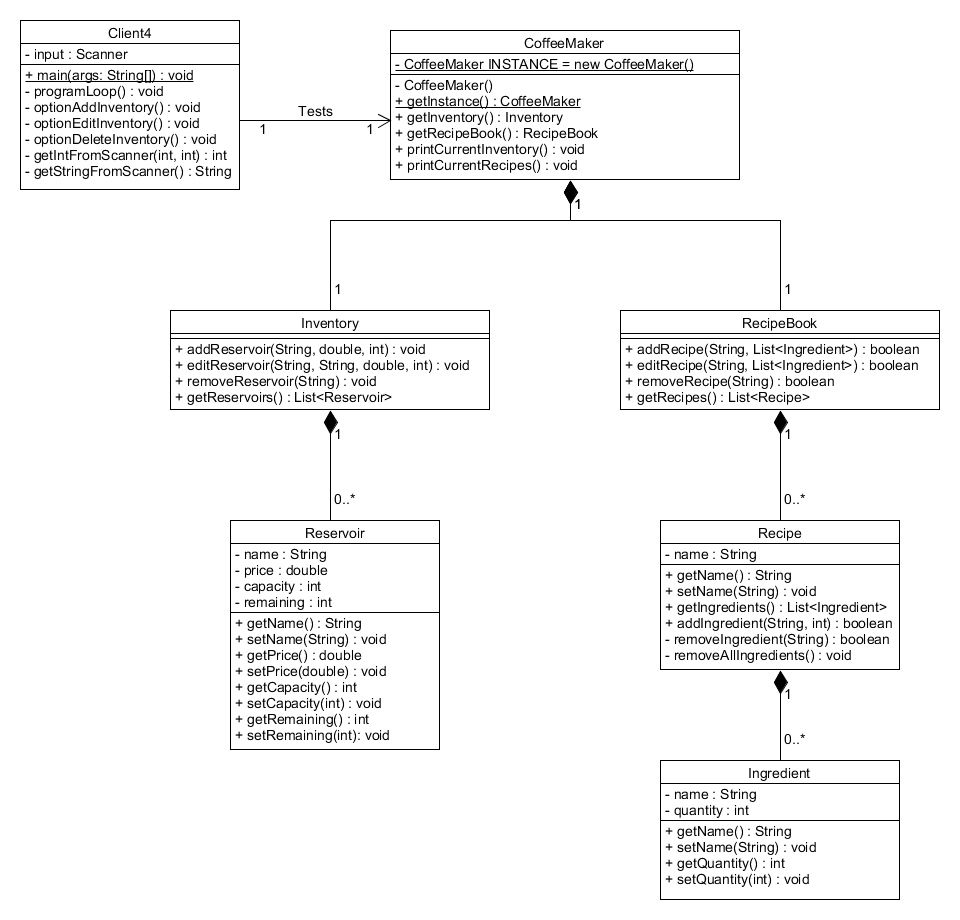 Client4
- input : Scanner
+ main(args: String[]) : void
- programLoop() : void
- optionAddInventory() : void
- optionEditInventory() : void
- optionDeleteInventory() : void
- getIntFromScanner(int, int) : int
- getStringFromScanner() : String
Tests
1
1
CoffeeMaker
- CoffeeMaker INSTANCE = new CoffeeMaker()
- CoffeeMaker()
+ getInstance() : CoffeeMaker
+ getInventory() : Inventory
+ getRecipeBook() : RecipeBook
+ printCurrentInventory() : void
+ printCurrentRecipes() : void
1
1
1
Inventory
+ addReservoir(String, double, int) : void
+ editReservoir(String, String, double, int) : void
+ removeReservoir(String) : void
+ getReservoirs() : List<Reservoir>
1
0..*
RecipeBook
+ addRecipe(String, List<Ingredient>) : boolean
+ editRecipe(String, List<Ingredient>) : boolean
+ removeRecipe(String) : boolean
+ getRecipes() : List<Recipe>
1
0..*
Reservoir
- name : String
- price : double
- capacity : int
- remaining : int
+ getName() : String
+ setName(String) : void
+ getPrice() : double
+ setPrice(double) : void
+ getCapacity() : int
+ setCapacity(int) : void
+ getRemaining() : int
+ setRemaining(int): void
Recipe
- name : String
+ getName() : String
+ setName(String) : void
+ getIngredients() : List<Ingredient>
+ addIngredient(String, int) : boolean
- removeIngredient(String) : boolean
- removeAllIngredients() : void
1
0..*
Ingredient
- name : String
- quantity : int
+ getName() : String
+ setName(String) : void
+ getQuantity() : int
+ setQuantity(int) : void